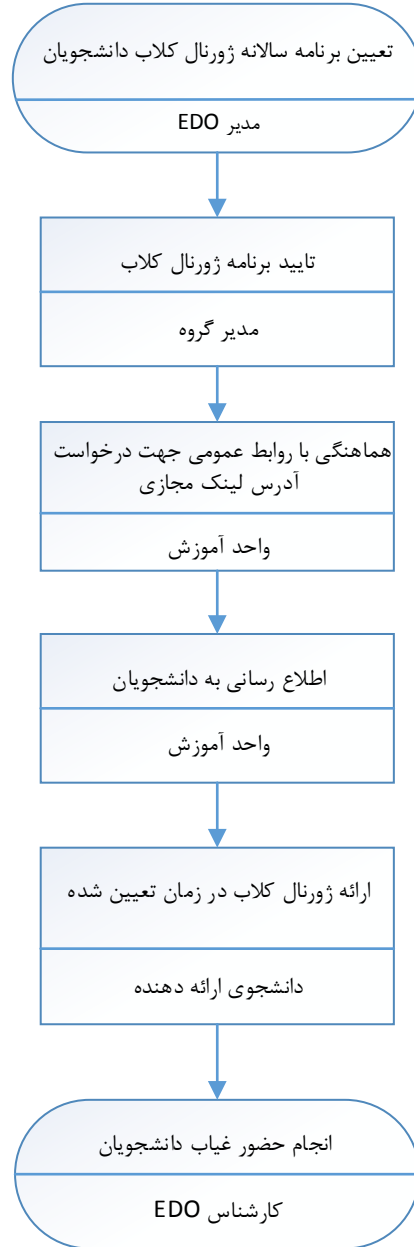 تعیین برنامه سالانه ژورنال کلاب دانشجویان
مدیر EDO
تایید برنامه ژورنال کلاب
مدیر گروه
هماهنگی با روابط عمومی جهت درخواست
آدرس لینک مجازی
واحد آموزش
اطلاع رسانی به دانشجویان
واحد آموزش
ارائه ژورنال کلاب در زمان تعیین شده
دانشجوی ارائه دهنده
انجام حضور غیاب دانشجویان
کارشناس EDO